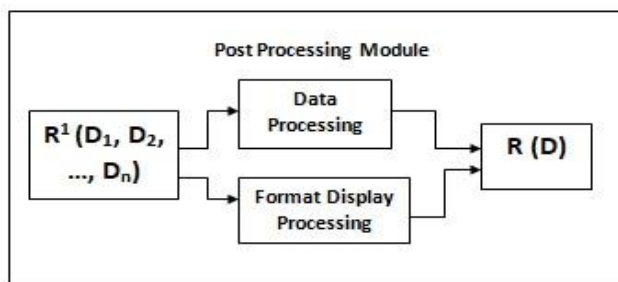 Post Processing Module
Data
Processing
R¹ (D₁, D₂,
..., Dₙ)
R (D)
Format Display
Processing